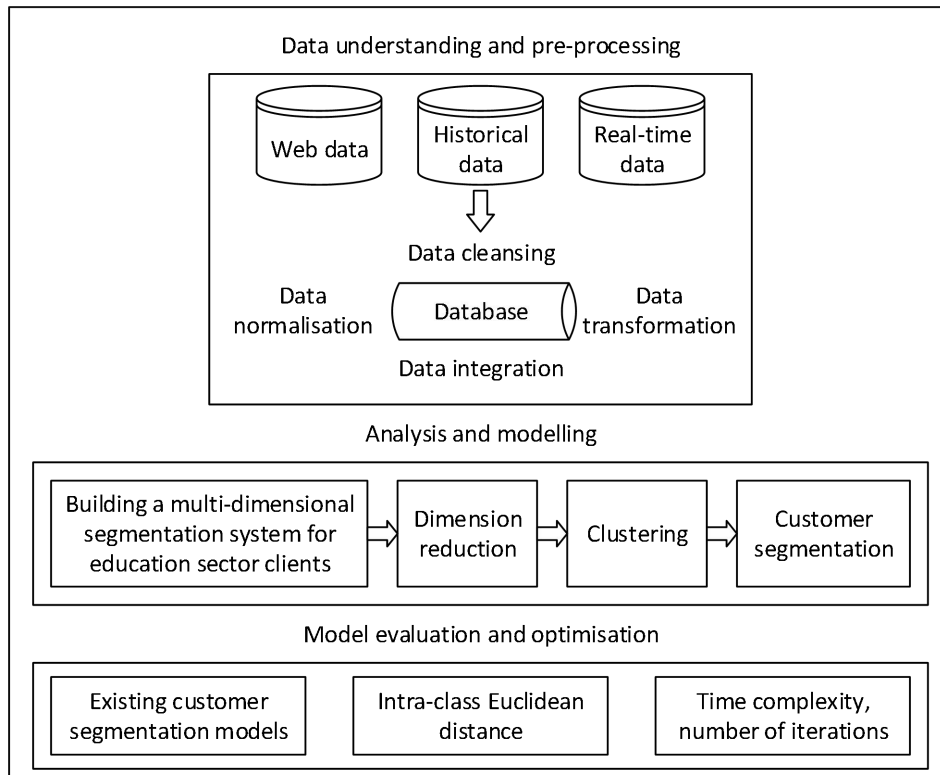 Data understanding and pre-processing
Web data
Historical
data
Real-time
data
Data cleansing
Data
normalisation
Database
Data
transformation
Data integration
Analysis and modelling
Building a multi-dimensional
segmentation system for
education sector clients
Dimension
reduction
Clustering
Customer
segmentation
Model evaluation and optimisation
Existing customer
segmentation models
Intra-class Euclidean
distance
Time complexity,
number of iterations